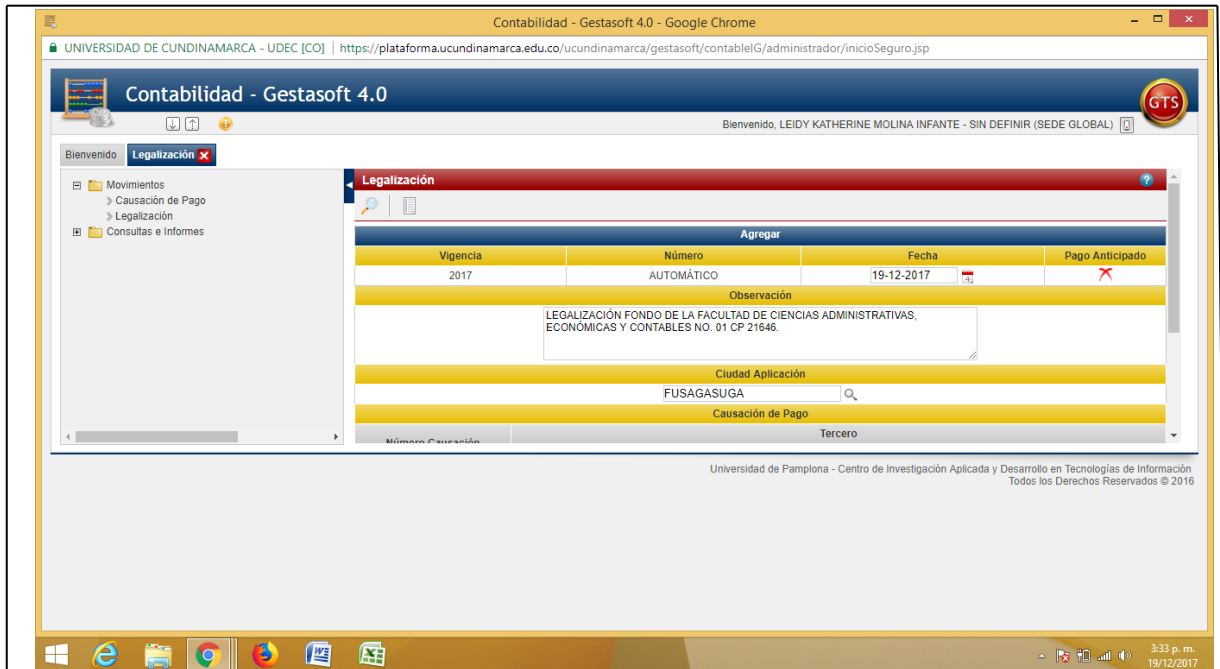 Contabilidad - Gestasoft 4.0 - Google Chrome
UNIVERSIDAD DE CUNDINAMARCA - UDEC [CO] | https://plataforma.ucundinamarca.edu.co/ucundinamarca/gestasoft/contableIG/administrador/inicioSeguro.jsp
Contabilidad - Gestasoft 4.0
GTS
Bienvenido, LEIDY KATHERINE MOLINA INFANTE - SIN DEFINIR (SEDE GLOBAL)
Bienvenido Legalización
Movimientos
Causación de Pago
Legalización
Consultas e Informes
Legalización
Agregar
Vigencia Número Fecha Pago Anticipado
2017 AUTOMÁTICO 19-12-2017
Observación
LEGALIZACIÓN FONDO DE LA FACULTAD DE CIENCIAS ADMINISTRATIVAS,
ECONÓMICAS Y CONTABLES NO. 01 CP 21646.
Ciudad Aplicación
FUSAGASUGA
Causación de Pago
Tercero
Número Causación
Universidad de Pamplona - Centro de Investigación Aplicada y Desarrollo en Tecnologías de Información
Todos los Derechos Reservados © 2016
3:33 p. m.
19/12/2017